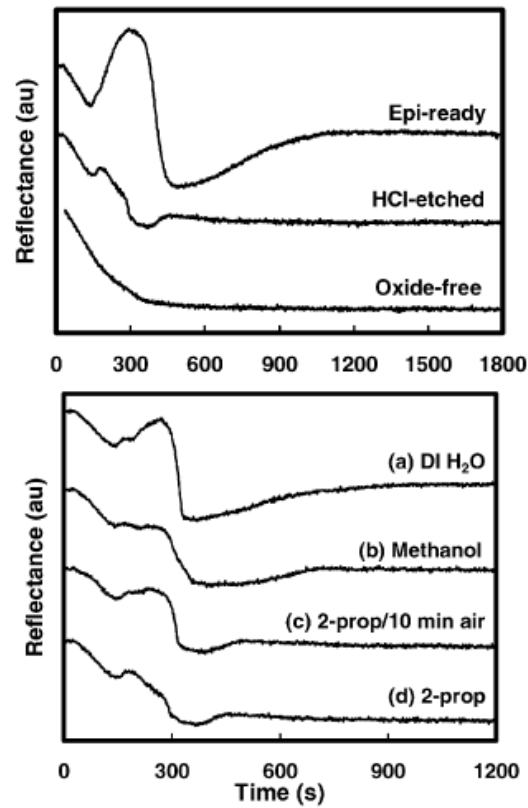 Reflectance (au)
Epi-ready
HCl-etched
Oxide-free
0 300 600 900 1200 1500 1800
Reflectance (au)
(a) DI H₂O
(b) Methanol
(c) 2-prop/10 min air
(d) 2-prop
0 300 600 900 1200
Time (s)